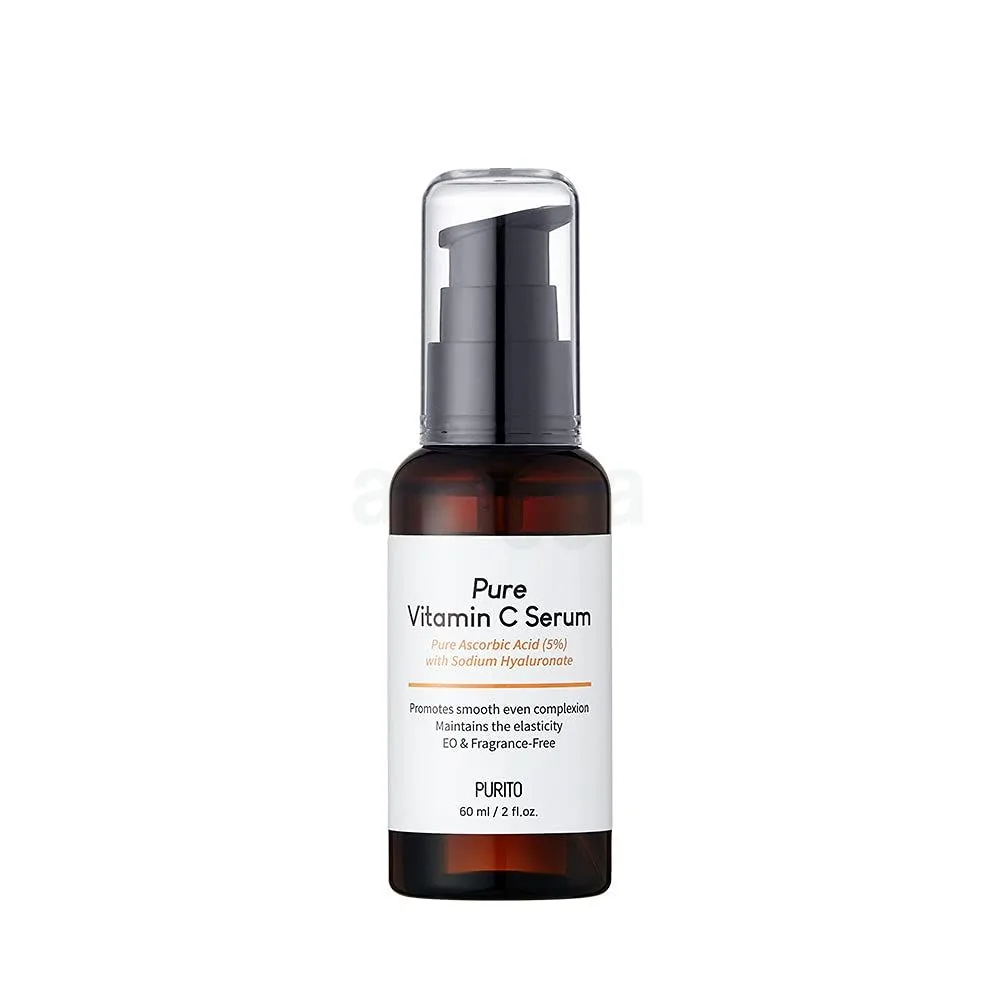 Pure
Vitamin C Serum
Pure Ascorbic Acid (5%)
with Sodium Hyaluronate
Promotes smooth even complexion
Maintains the elasticity
EO & Fragrance-Free
PURITO
60 ml / 2 fl.oz.